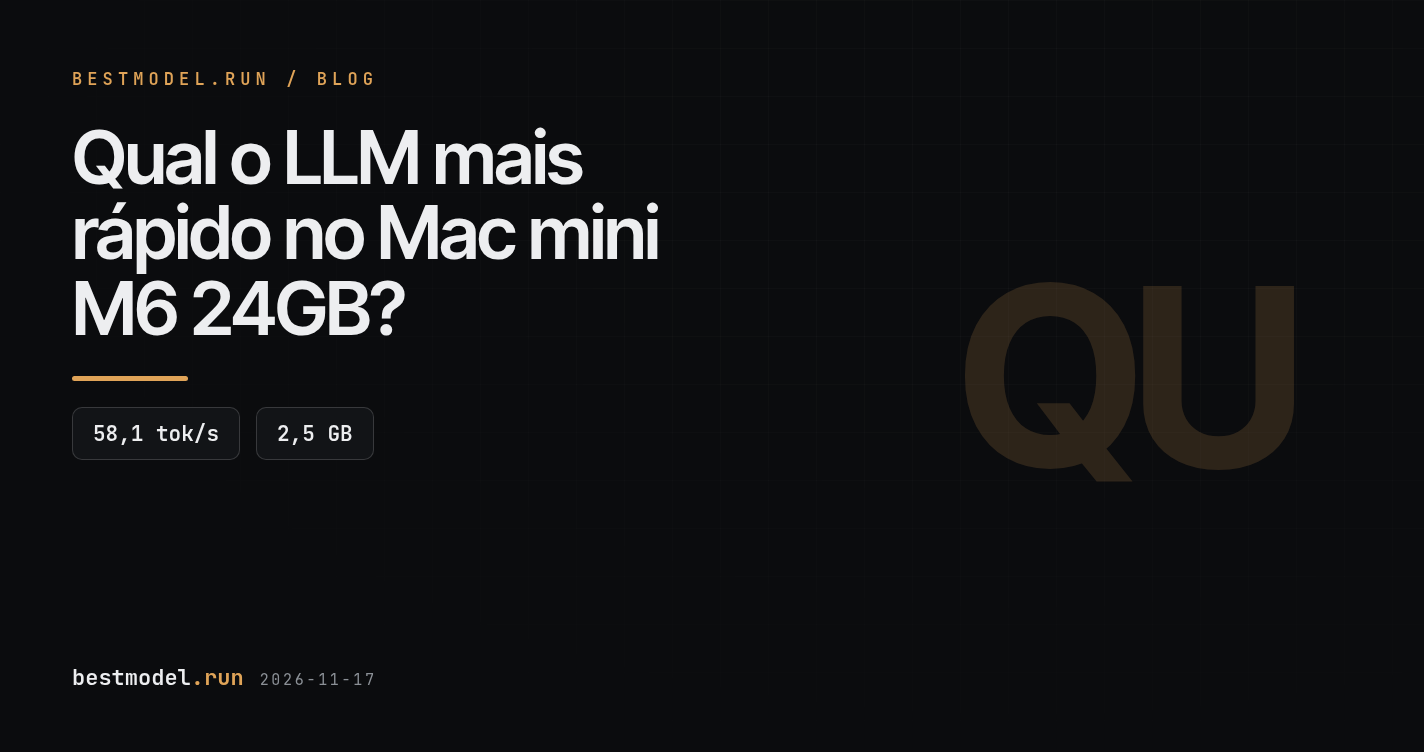 BESTMODEL.RUN / BLOG
Qual o LLM mais
rápido no Mac mini
M6 24GB?
58,1 tok/s
2,5 GB
QU
bestmodel.run 2026-11-17